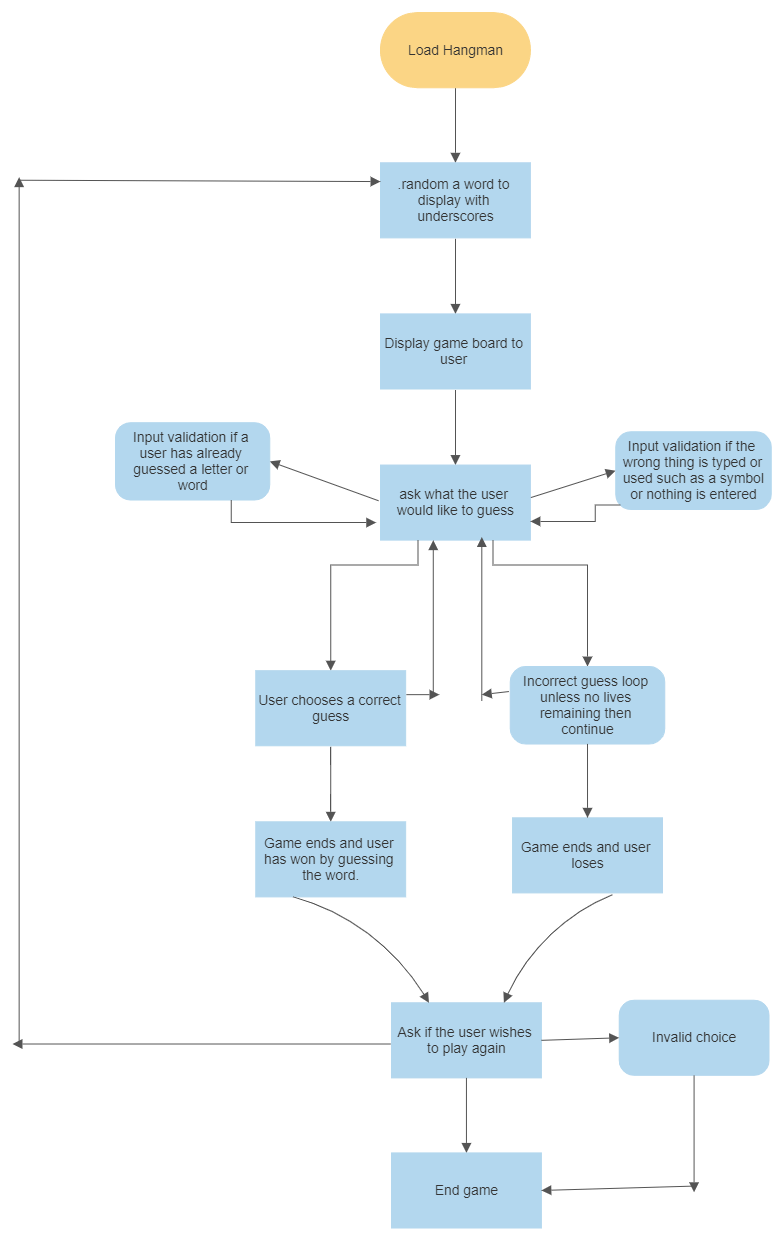 Load Hangman
.random a word to
display with
underscores
Display game board to
user
Input validation if a
user has already
guessed a letter or
word
ask what the user
would like to guess
Input validation if the
wrong thing is typed or
used such as a symbol
or nothing is entered
User chooses a correct
guess
Incorrect guess loop
unless no lives
remaining then
continue
Game ends and user
has won by guessing
the word.
Game ends and user
loses
Ask if the user wishes
to play again
Invalid choice
End game